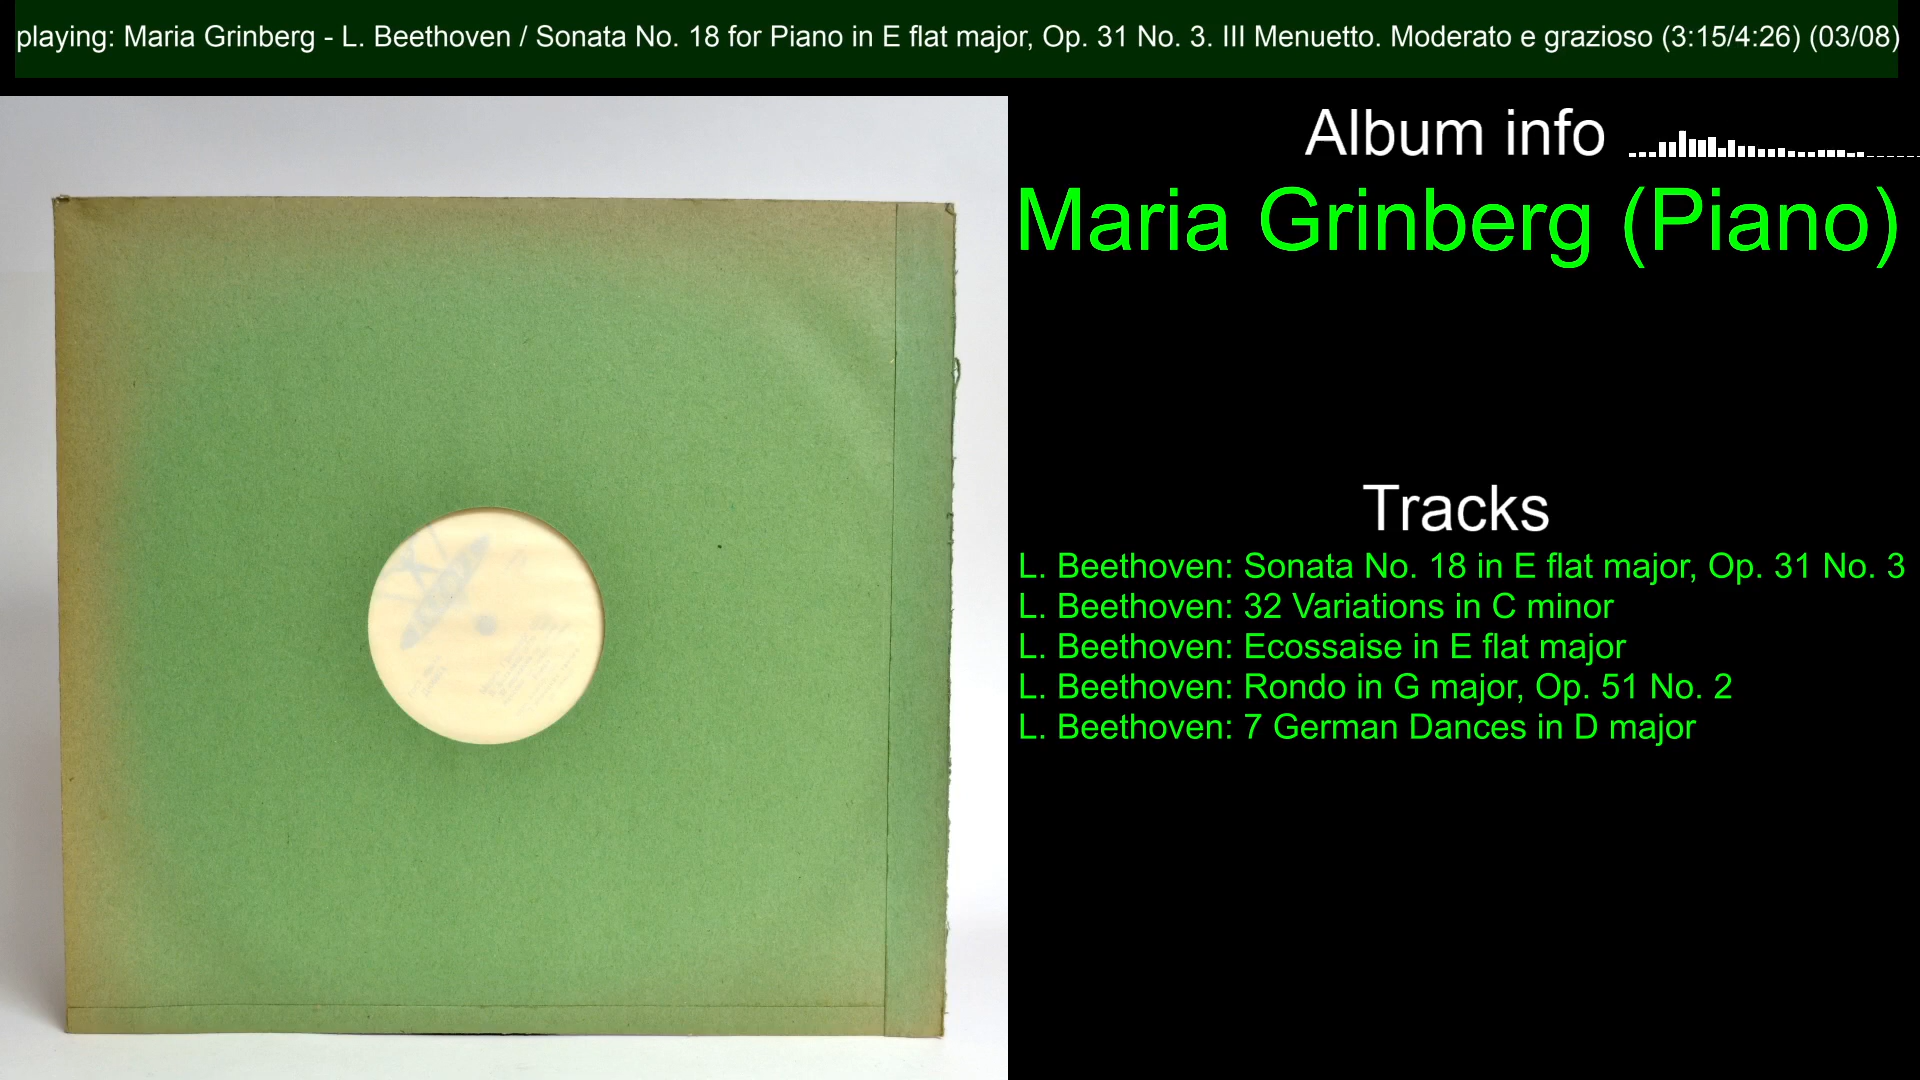 playing: Maria Grinberg - L. Beethoven / Sonata No. 18 for Piano in E flat major, Op. 31 No. 3. III Menuetto. Moderato e grazioso (3:15/4:26) (03/08)
Album info
Maria Grinberg (Piano)
Tracks
L. Beethoven: Sonata No. 18 in E flat major, Op. 31 No. 3
L. Beethoven: 32 Variations in C minor
L. Beethoven: Ecossaise in E flat major
L. Beethoven: Rondo in G major, Op. 51 No. 2
L. Beethoven: 7 German Dances in D major